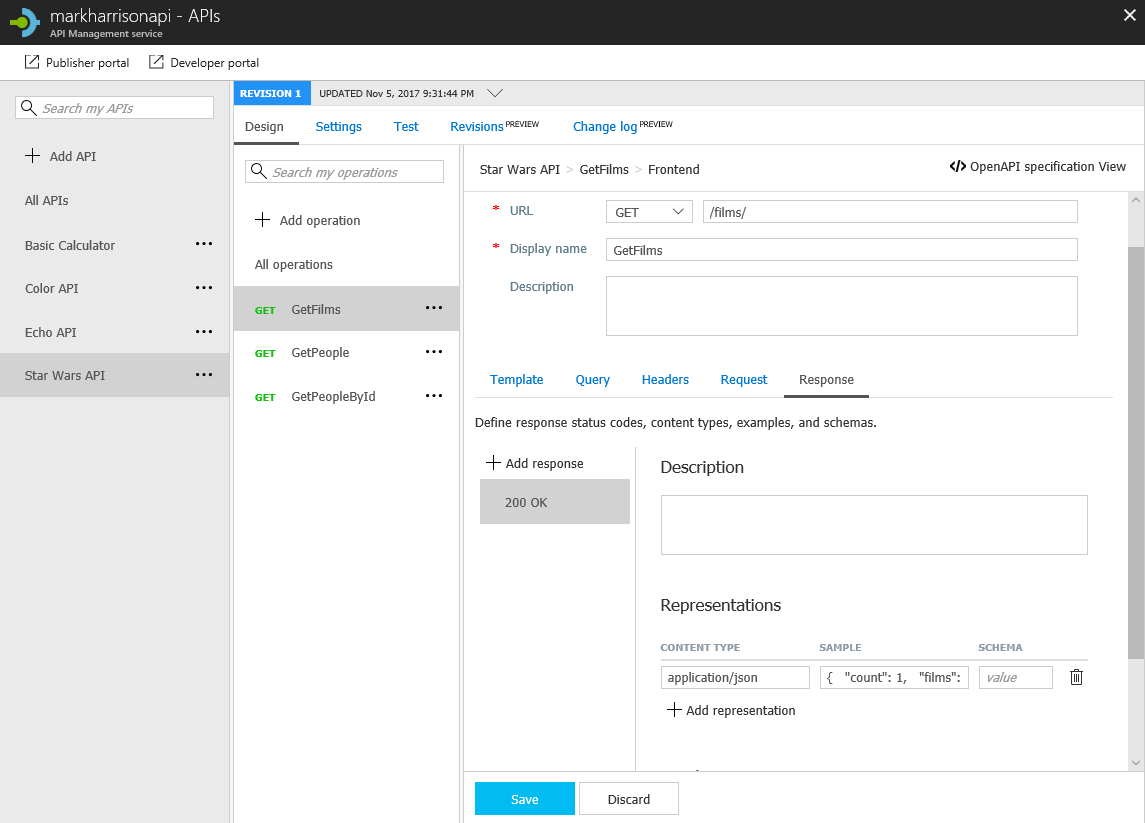 markharrisonapi - APIs
API Management service
Publisher portal
Developer portal
Search my APIs
Add API
All APIs
Basic Calculator
Color API
Echo API
Star Wars API
REVISION 1
UPDATED Nov 5, 2017 9:31:44 PM
Design
Settings
Test
Revisions PREVIEW
Change log PREVIEW
Search my operations
Add operation
All operations
GET GetFilms
GET GetPeople
GET GetPeopleById
Star Wars API > GetFilms > Frontend
</> OpenAPI specification View
* URL
GET
/films/
* Display name
GetFilms
Description
Template
Query
Headers
Request
Response
Define response status codes, content types, examples, and schemas.
Add response
200 OK
Description
Representations
CONTENT TYPE
SAMPLE
SCHEMA
application/json
{ "count": 1, "films":
value
Add representation
Save
Discard